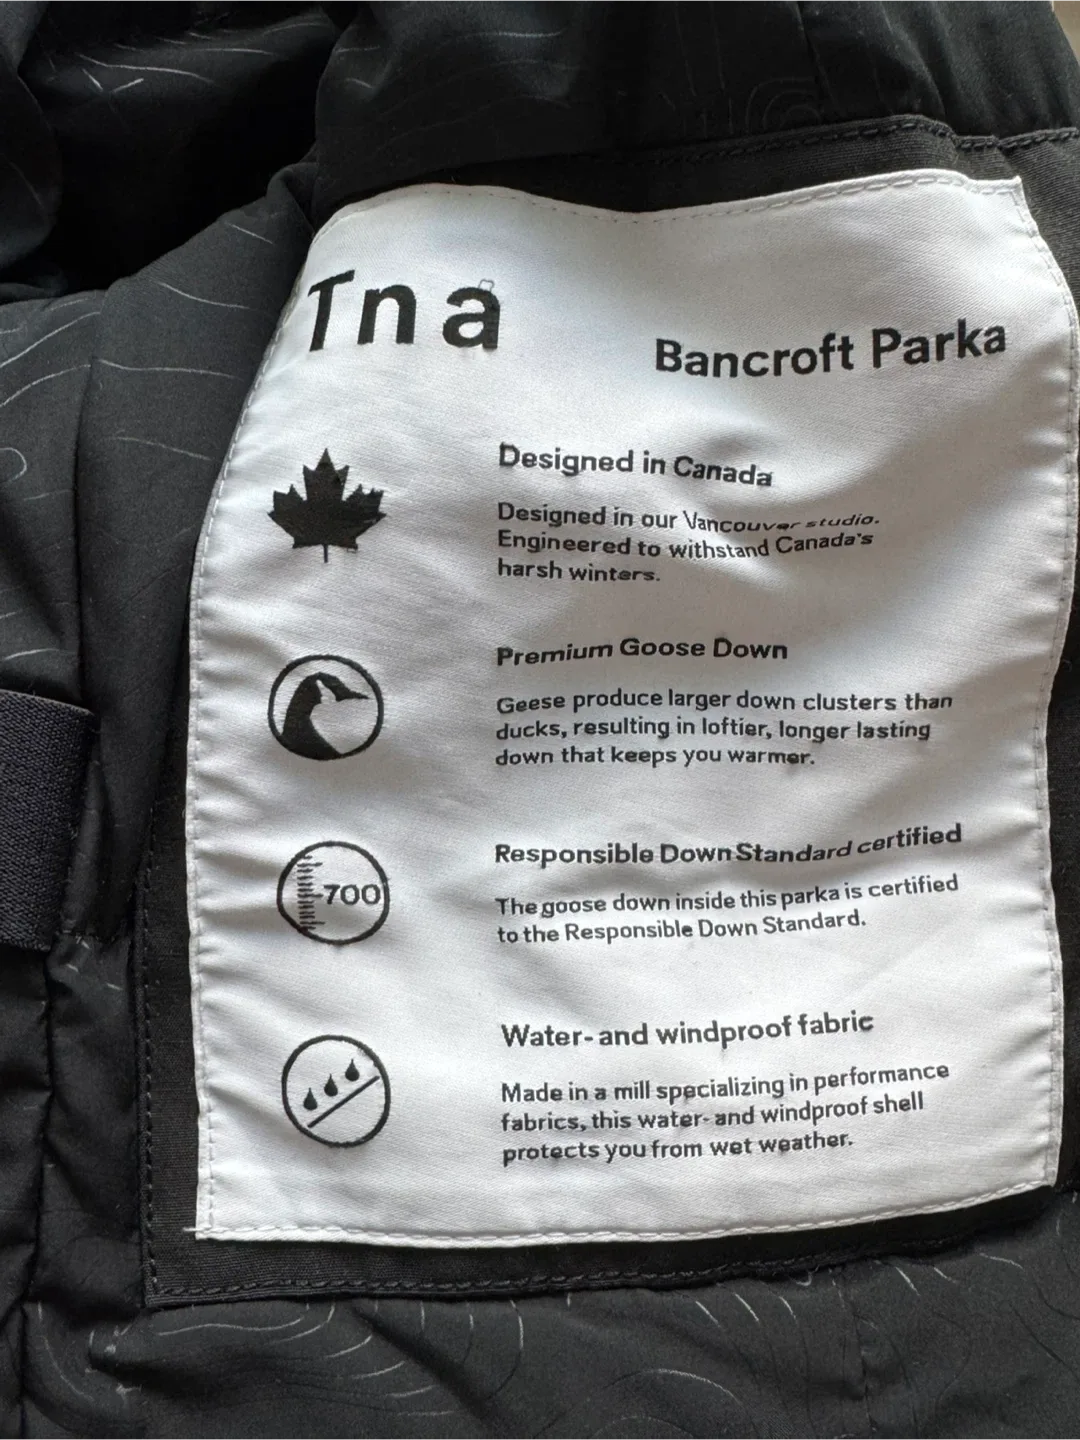 Tna
Bancroft Parka
Designed in Canada
Designed in our Vancouver studio.
Engineered to withstand Canada's
harsh winters.
Premium Goose Down
Geese produce larger down clusters than
ducks, resulting in loftier, longer lasting
down that keeps you warmer.
700
Responsible Down Standard certified
The goose down inside this parka is certified
to the Responsible Down Standard.
Water- and windproof fabric
Made in a mill specializing in performance
fabrics, this water- and windproof shell
protects you from wet weather.